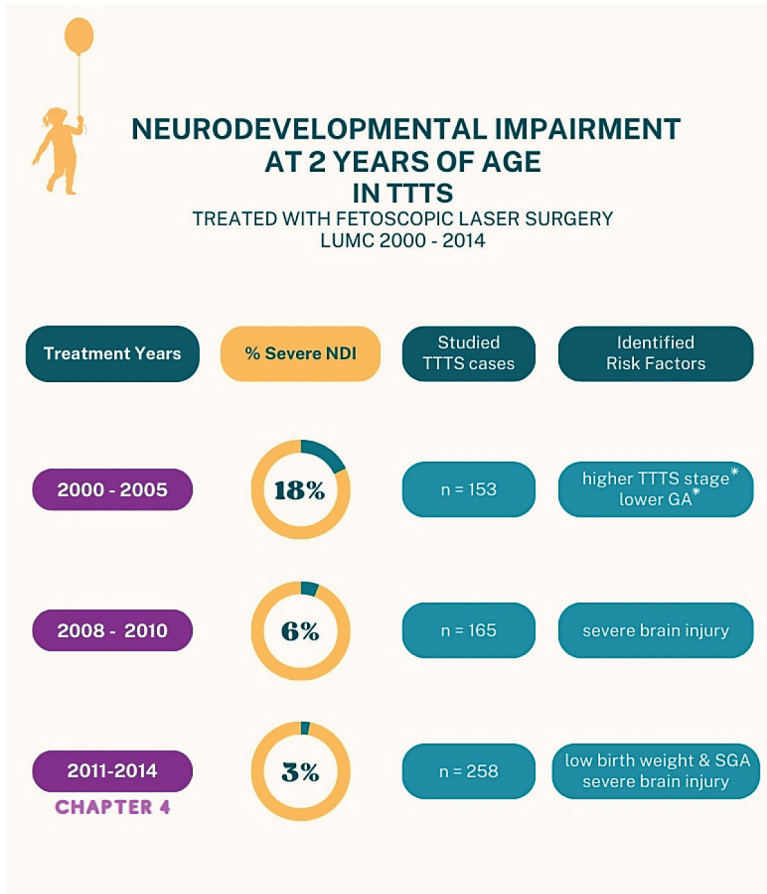 NEURODEVELOPMENTAL IMPAIRMENT
AT 2 YEARS OF AGE
IN TTTS
TREATED WITH FETOSCOPIC LASER SURGERY
LUMC 2000 - 2014
Treatment Years
% Severe NDI
Studied
TTTS cases
Identified
Risk Factors
2000 - 2005
18%
n = 153
higher TTTS stage*
lower GA*
2008 - 2010
6%
n = 165
severe brain injury
2011-2014
CHAPTER 4
3%
n = 258
low birth weight & SGA
severe brain injury